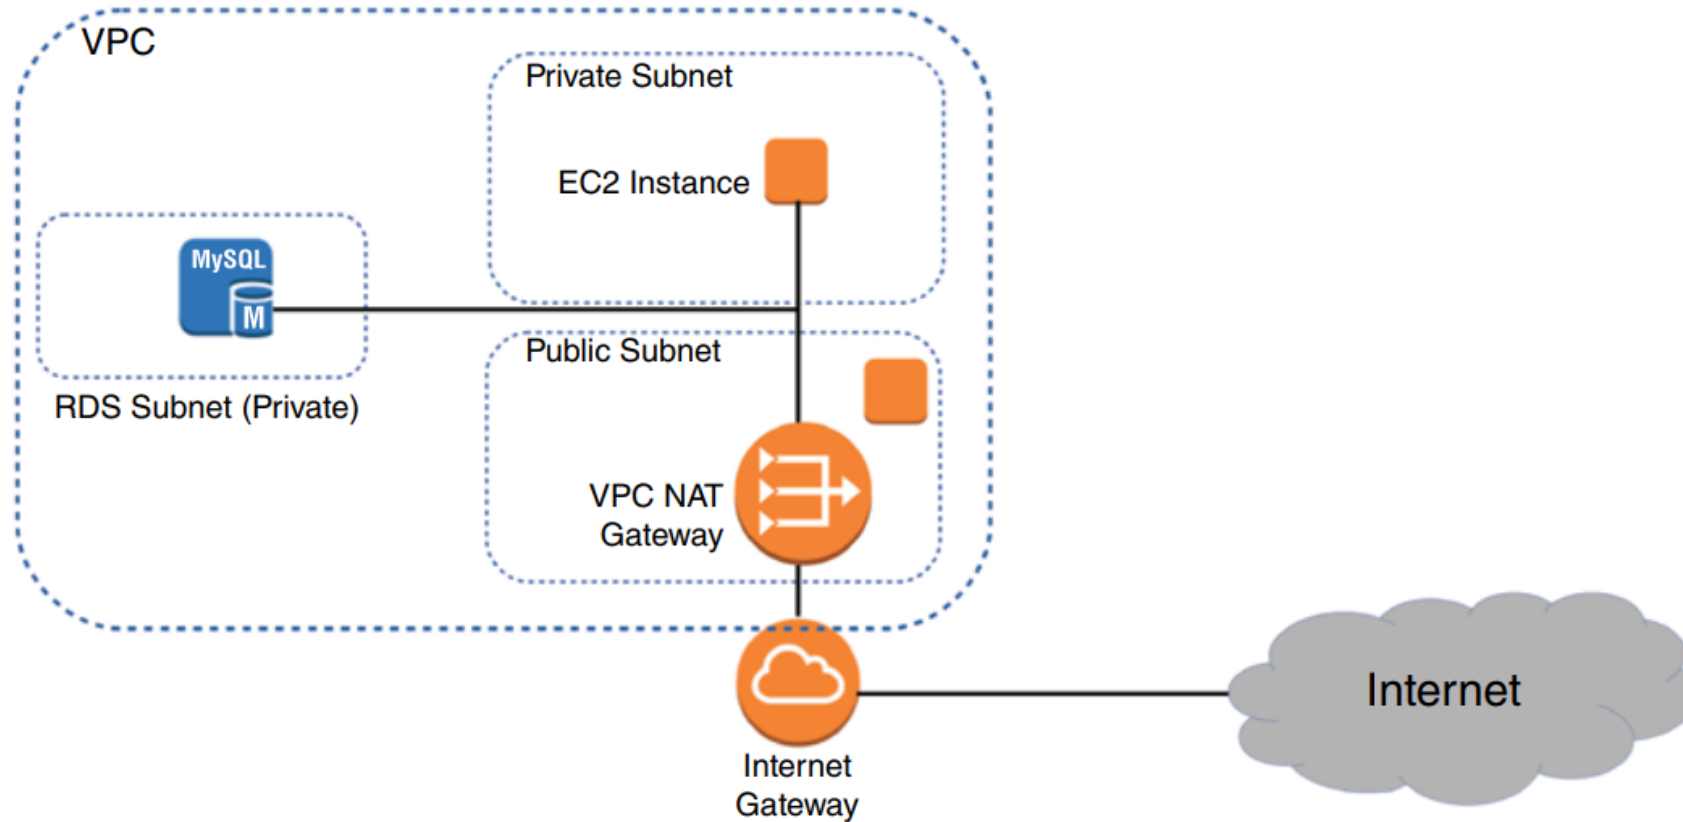 VPC
Private Subnet
EC2 Instance
MySQL
M
RDS Subnet (Private)
Public Subnet
VPC NAT
Gateway
Internet
Gateway
Internet